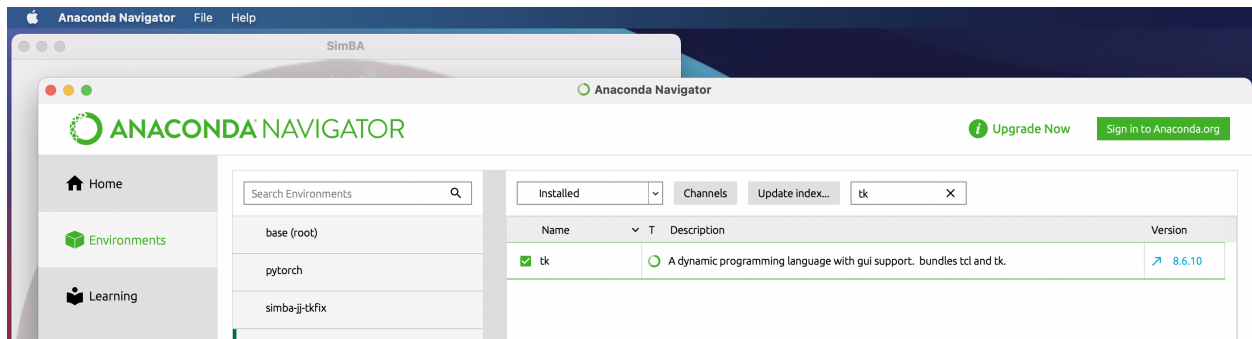 Anaconda Navigator File Help
SimBA
Anaconda Navigator
ANACONDA NAVIGATOR
i Upgrade Now
Sign in to Anaconda.org
Home
Environments
Learning
Search Environments
base (root)
pytorch
simba-jj-tkfix
Installed
Channels
Update index...
tk
Name T Description Version
tk A dynamic programming language with gui support. bundles tcl and tk. 8.6.10